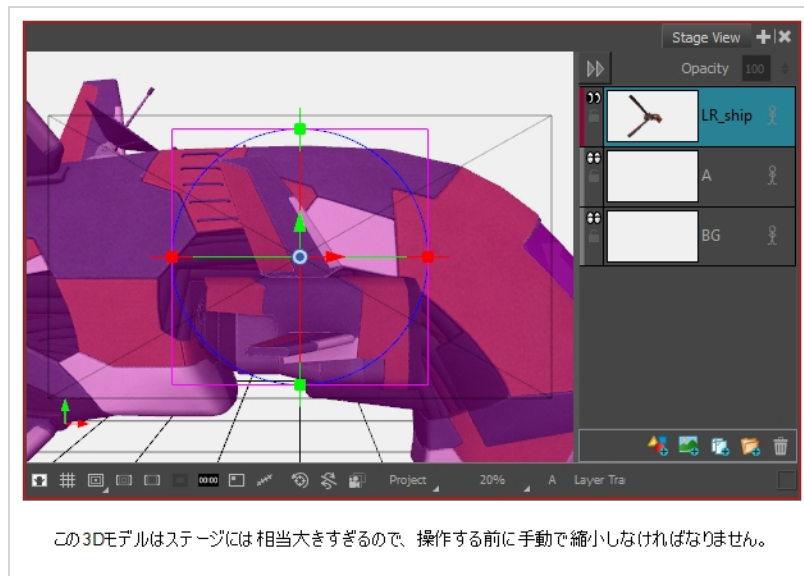 Stage View
Opacity 100
LR_ship
A
BG
00:00
Project 20% A Layer Tra
この3Dモデルはステージには相当大きすぎるので、操作する前に手動で縮小しなければなりません。